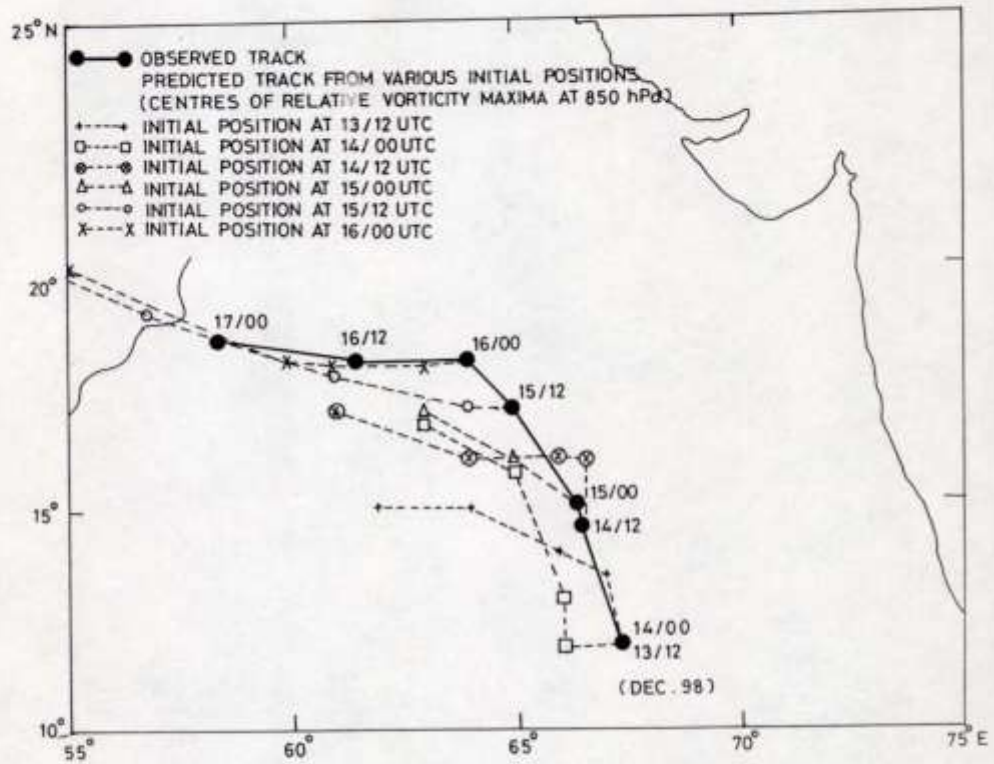 25°N
OBSERVED TRACK
PREDICTED TRACK FROM VARIOUS INITIAL POSITIONS
(CENTRES OF RELATIVE VORTICITY MAXIMA AT 850 hPa)
INITIAL POSITION AT 13/12 UTC
INITIAL POSITION AT 14/00 UTC
INITIAL POSITION AT 14/12 UTC
INITIAL POSITION AT 15/00 UTC
INITIAL POSITION AT 15/12 UTC
INITIAL POSITION AT 16/00 UTC
20°
17/00
16/12
16/00
15/12
15/00
15°
14/12
14/00
13/12
(DEC. 98)
10°
55° 60° 65° 70° 75° E